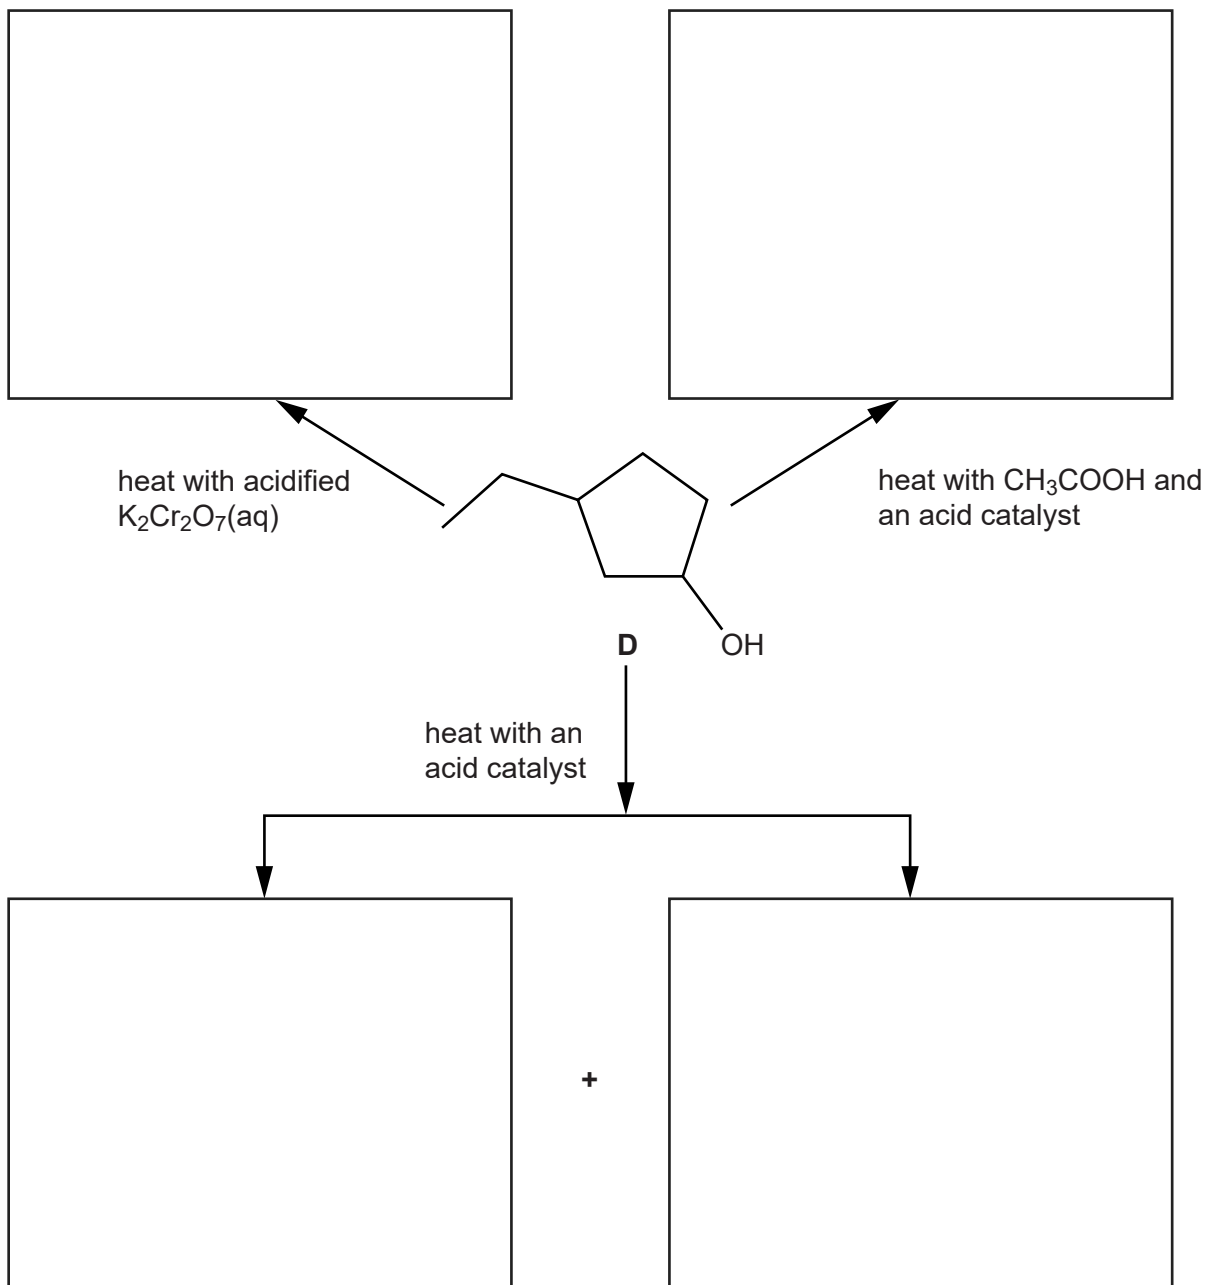 heat with acidified
K₂Cr₂O₇(aq)
heat with CH₃COOH and
an acid catalyst
D
OH
heat with an
acid catalyst
+